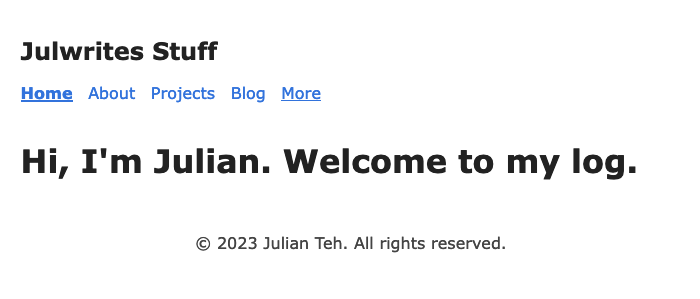 Julwrites Stuff
Home About Projects Blog More
Hi, I'm Julian. Welcome to my log.
© 2023 Julian Teh. All rights reserved.